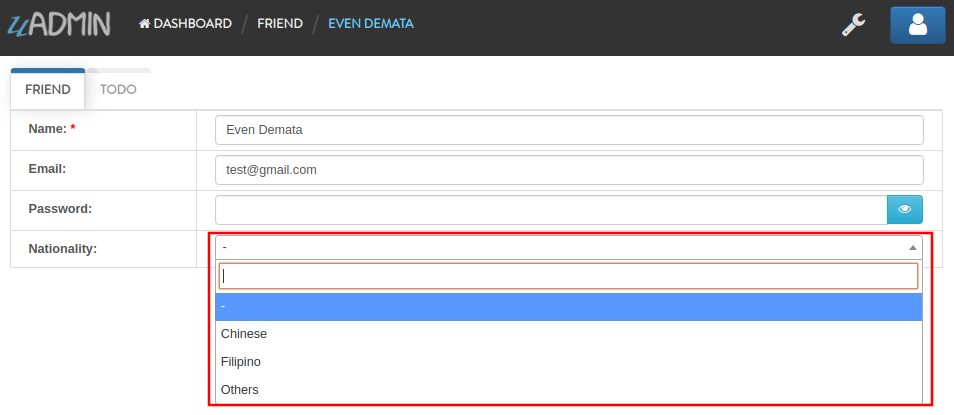 uADMIN DASHBOARD / FRIEND / EVEN DEMATA
FRIEND TODO
Name: * Even Demata
Email: test@gmail.com
Password:
Nationality: -
-
Chinese
Filipino
Others